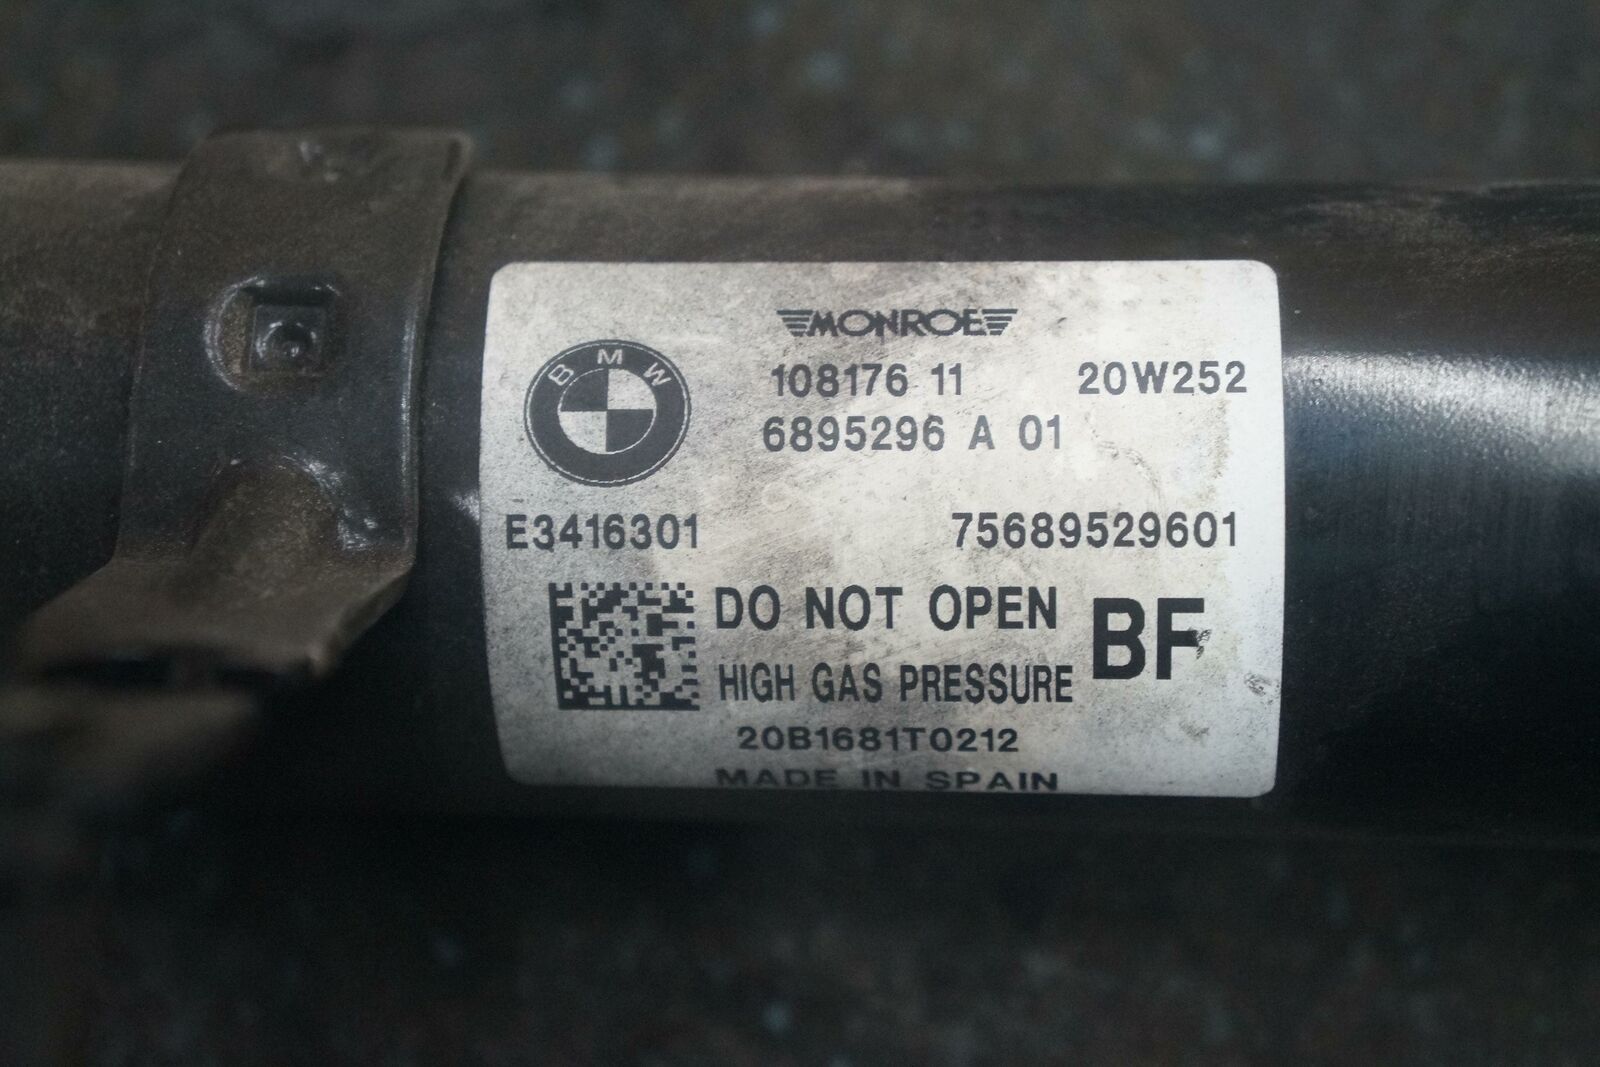 MONROE
BMW
108176 11 20W252
6895296 A 01
E3416301 75689529601
DO NOT OPEN BF
HIGH GAS PRESSURE
20B1681T0212
MADE IN SPAIN